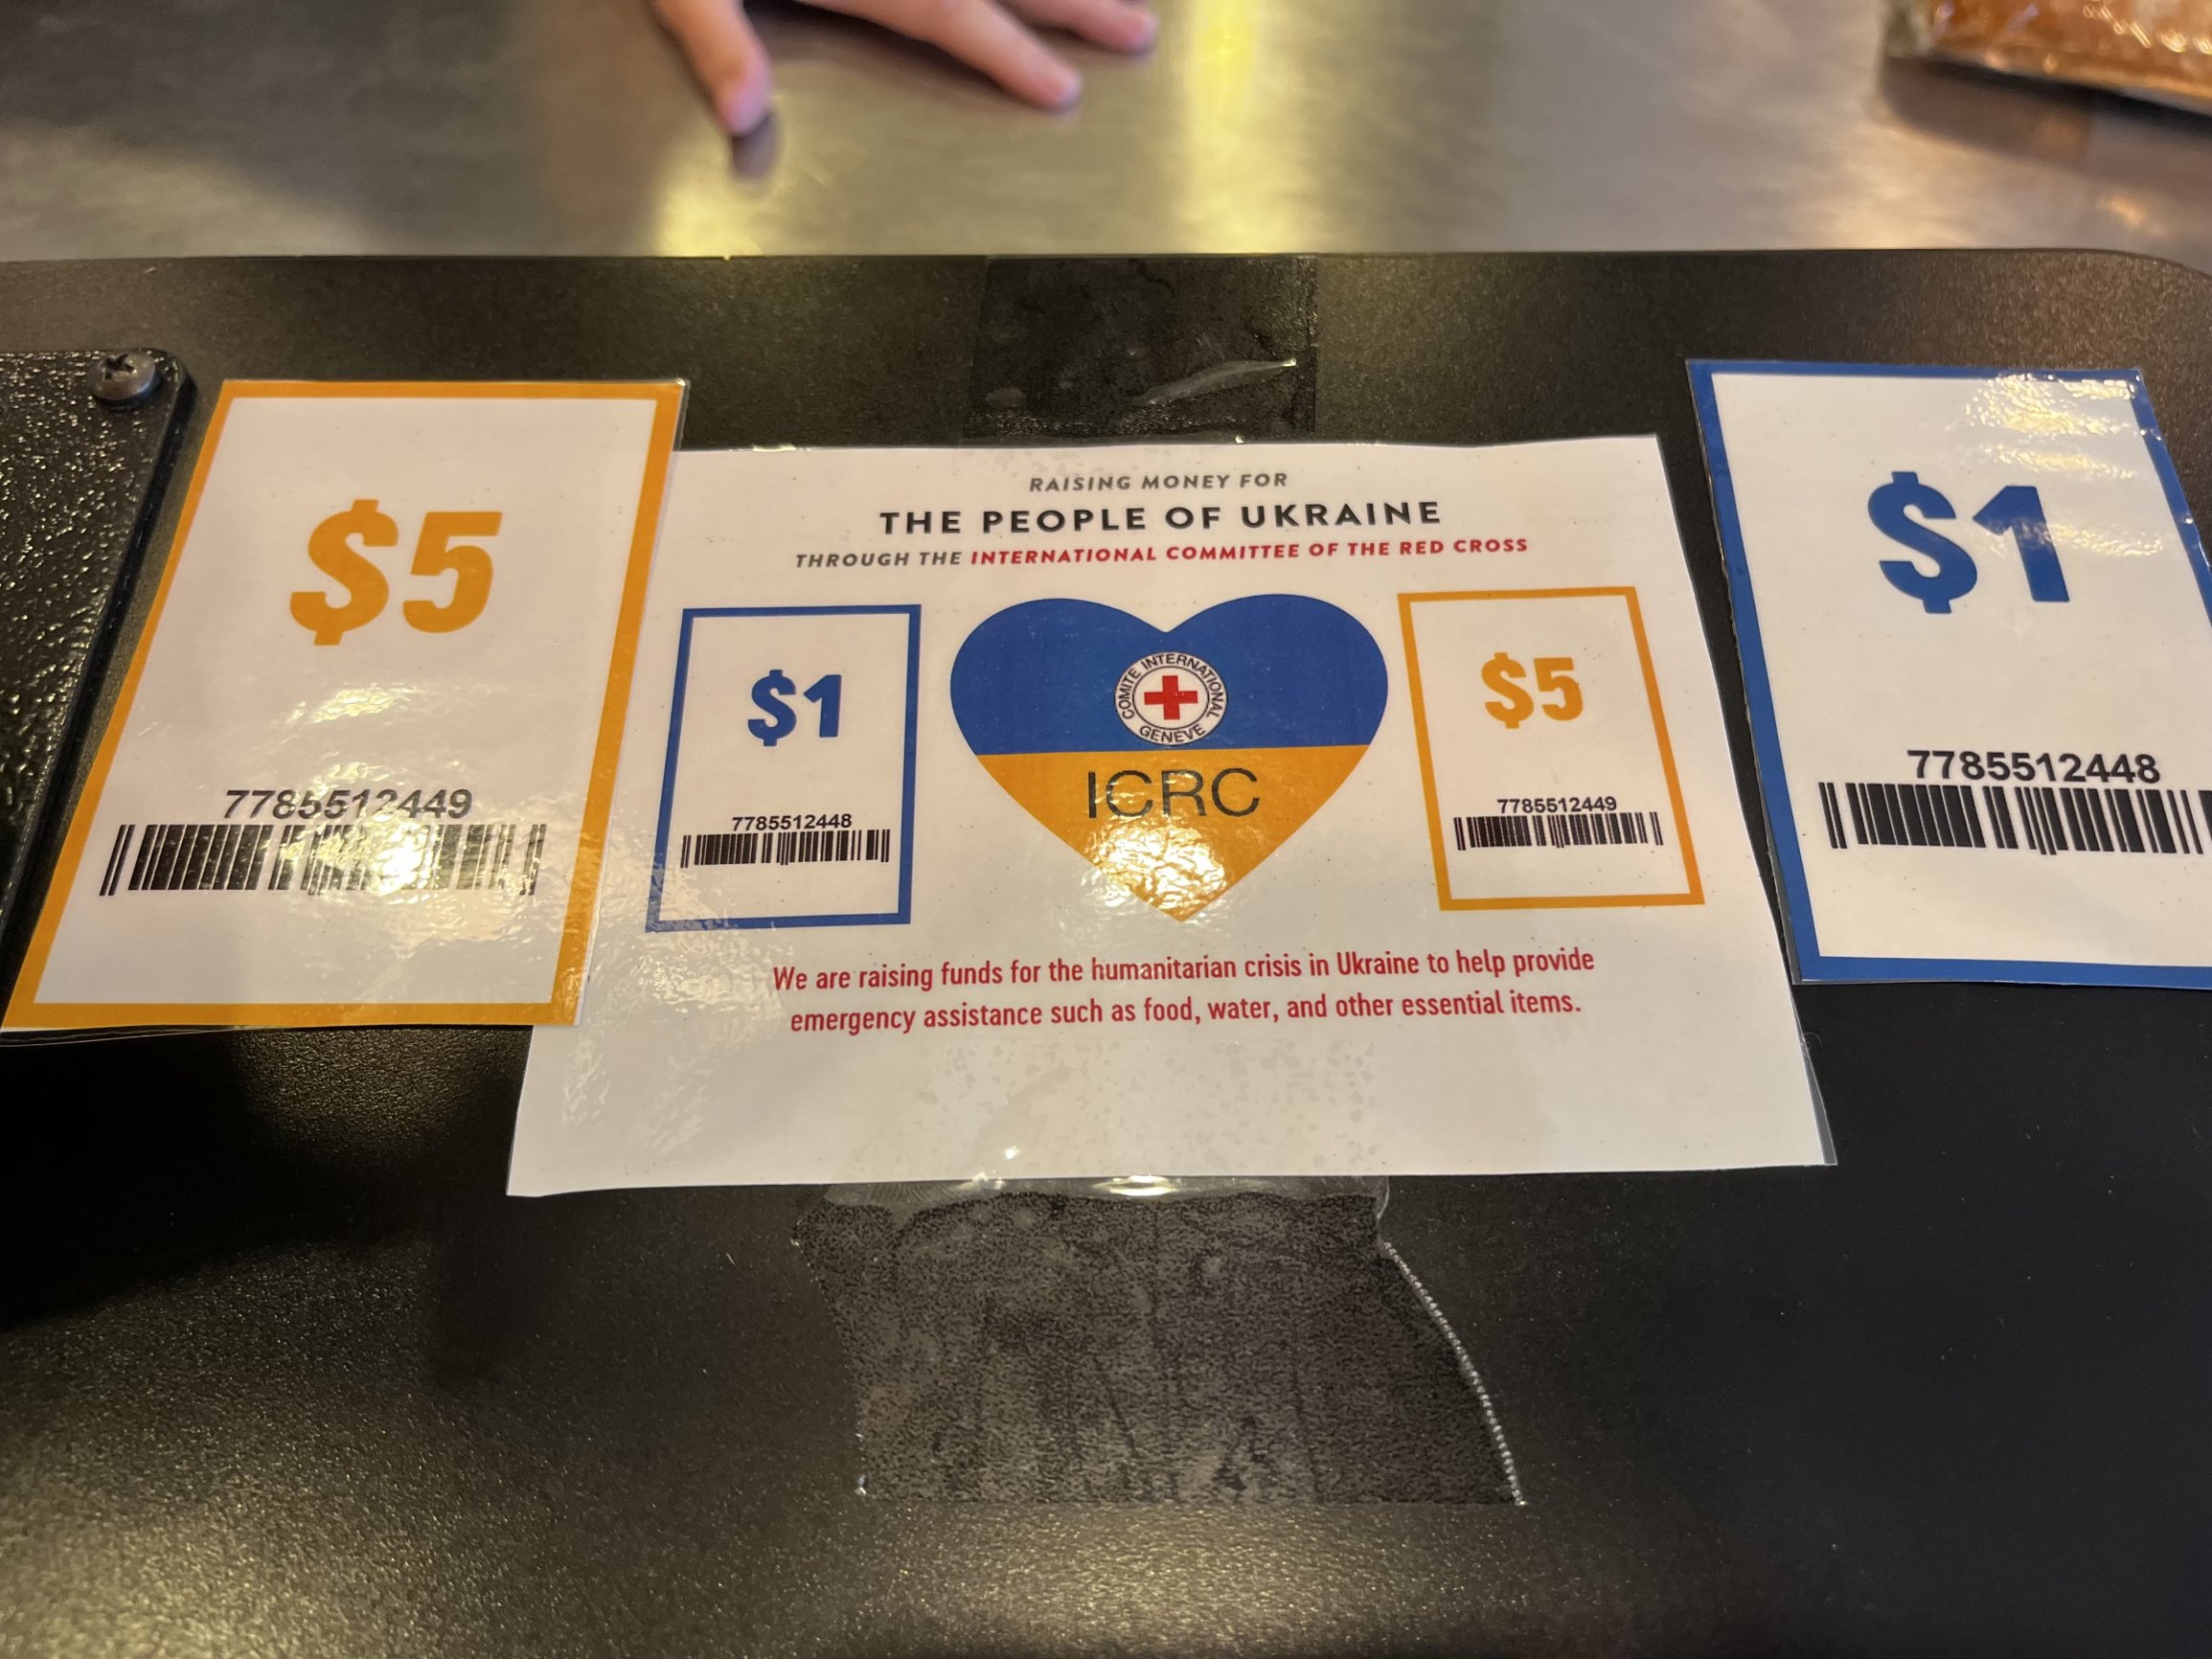 $5
7785512449
RAISING MONEY FOR
THE PEOPLE OF UKRAINE
THROUGH THE INTERNATIONAL COMMITTEE OF THE RED CROSS
$1
7785512448
COMITE INTERNATIONAL
GENEVE
ICRC
$5
7785512449
We are raising funds for the humanitarian crisis in Ukraine to help provide
emergency assistance such as food, water, and other essential items.
$1
7785512448